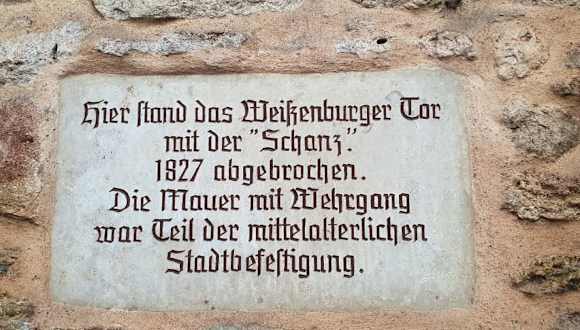 Hier stand das Weißenburger Tor
mit der "Schanz".
1827 abgebrochen.
Die Mauer mit Wehrgang
war Teil der mittelalterlichen
Stadtbefestigung.